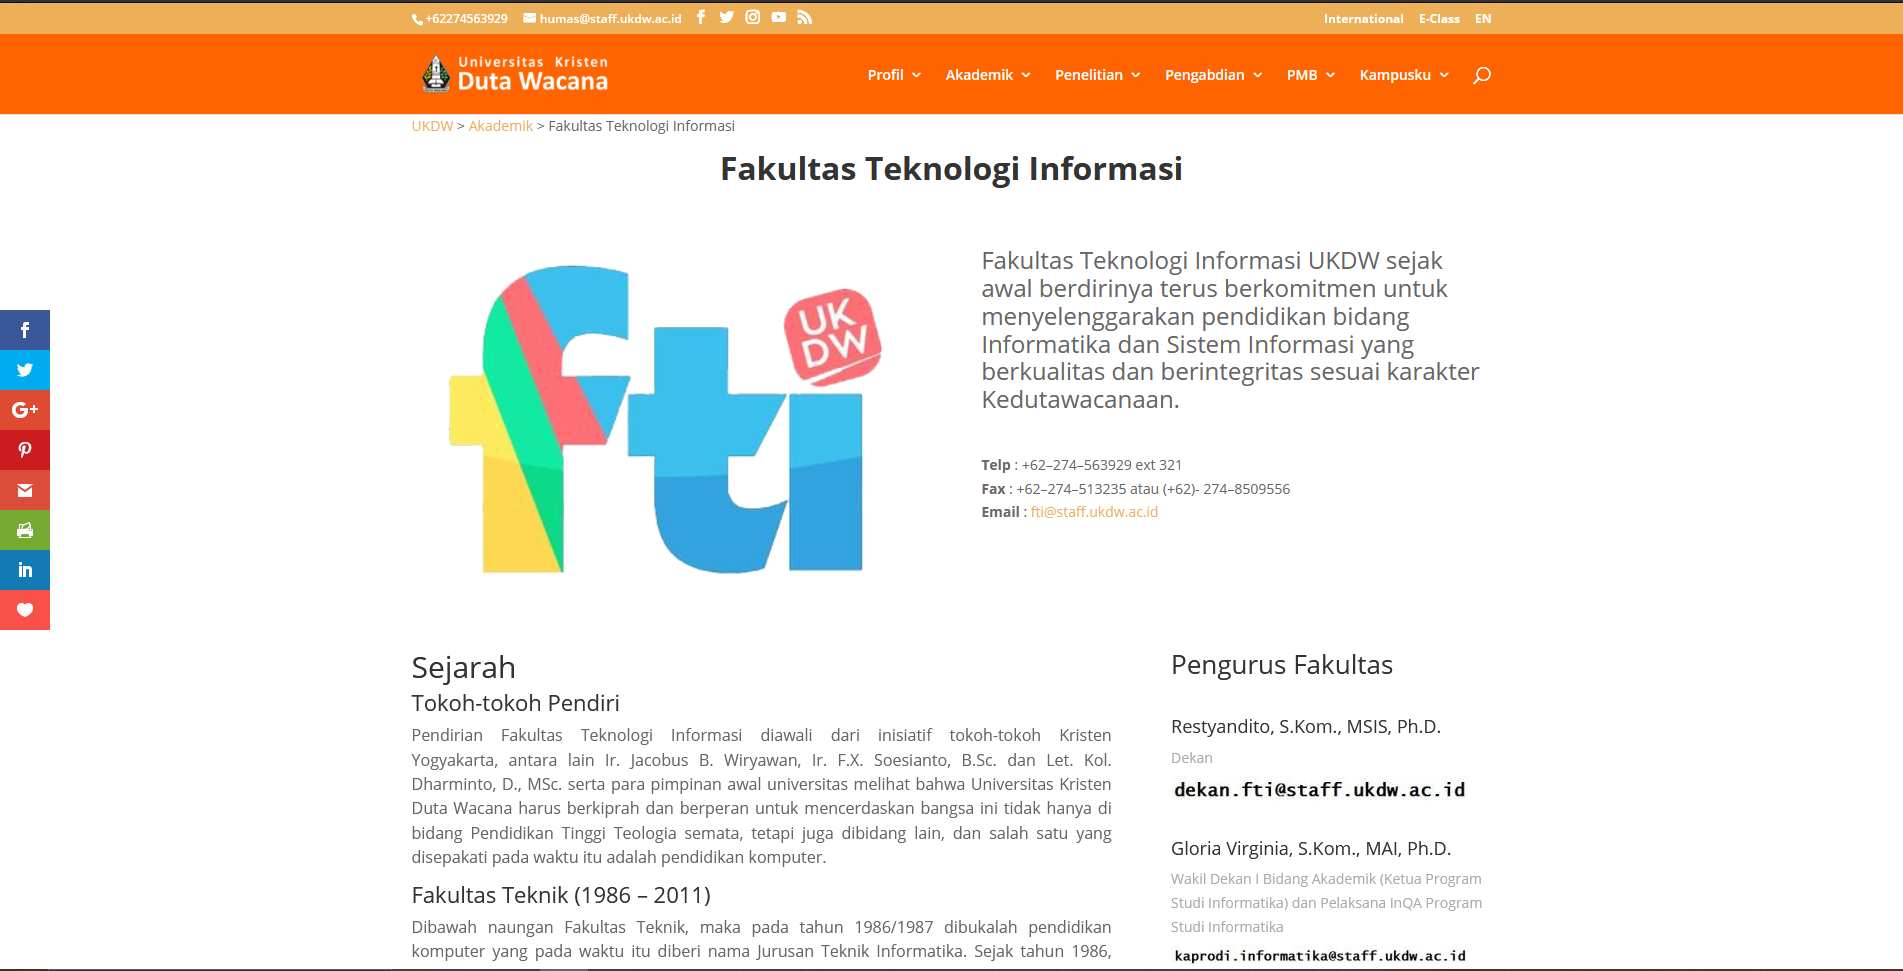 +62274563929 humas@staff.ukdw.ac.id International E-Class EN
Universitas Kristen
Duta Wacana
Profil Akademik Penelitian Pengabdian PMB Kampusku
UKDW > Akademik > Fakultas Teknologi Informasi
Fakultas Teknologi Informasi
fti
UK
DW
Fakultas Teknologi Informasi UKDW sejak
awal berdirinya terus berkomitmen untuk
menyelenggarakan pendidikan bidang
Informatika dan Sistem Informasi yang
berkualitas dan berintegritas sesuai karakter
Kedutawacanaan.
Telp : +62–274–563929 ext 321
Fax : +62–274–513235 atau (+62)- 274–8509556
Email : fti@staff.ukdw.ac.id
G+
in
Sejarah
Tokoh-tokoh Pendiri
Pendirian Fakultas Teknologi Informasi diawali dari inisiatif tokoh-tokoh Kristen
Yogyakarta, antara lain Ir. Jacobus B. Wiryawan, Ir. F.X. Soesianto, B.Sc. dan Let. Kol.
Dharminto, D., MSc. serta para pimpinan awal universitas melihat bahwa Universitas Kristen
Duta Wacana harus berkiprah dan berperan untuk mencerdaskan bangsa ini tidak hanya di
bidang Pendidikan Tinggi Teologia semata, tetapi juga dibidang lain, dan salah satu yang
disepakati pada waktu itu adalah pendidikan komputer.
Fakultas Teknik (1986 – 2011)
Dibawah naungan Fakultas Teknik, maka pada tahun 1986/1987 dibukalah pendidikan
komputer yang pada waktu itu diberi nama Jurusan Teknik Informatika. Sejak tahun 1986,
Pengurus Fakultas
Restyandito, S.Kom., MSIS, Ph.D.
Dekan
dekan.fti@staff.ukdw.ac.id
Gloria Virginia, S.Kom., MAI, Ph.D.
Wakil Dekan I Bidang Akademik (Ketua Program
Studi Informatika) dan Pelaksana InQA Program
Studi Informatika
kaprodi.informatika@staff.ukdw.ac.id